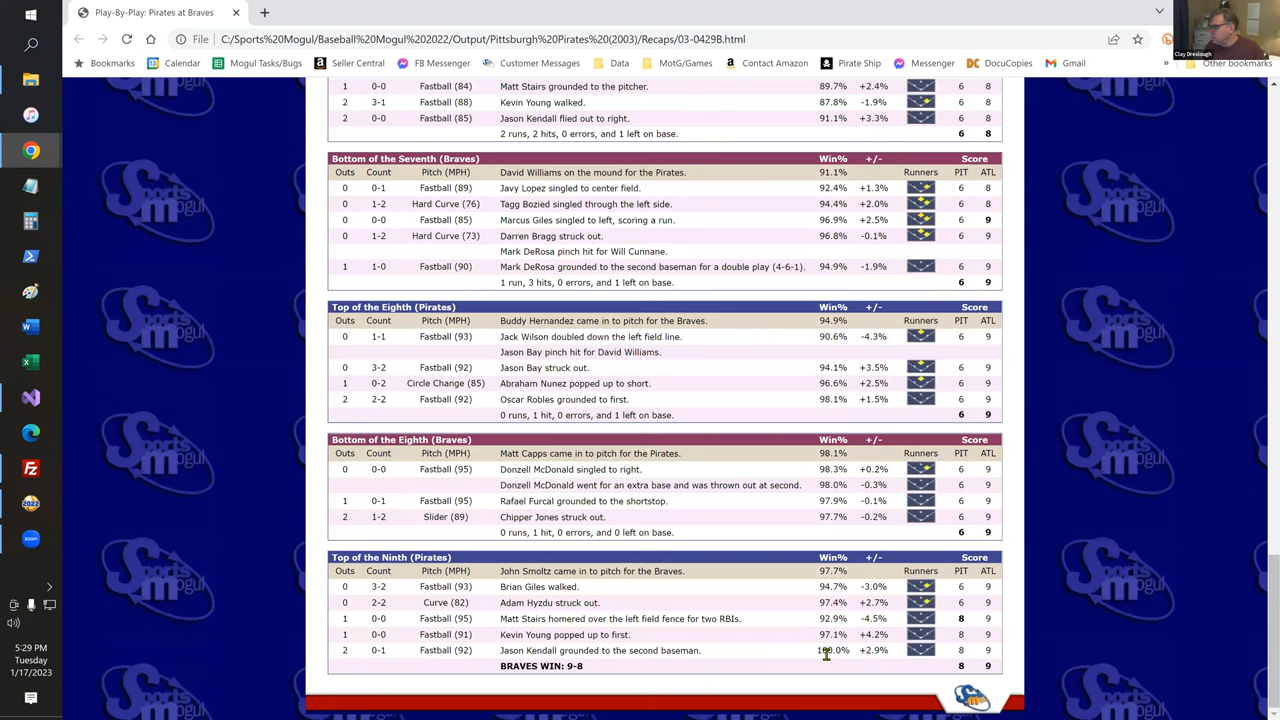 Play-By-Play: Pirates at Braves
File C:/Sports%20Mogul/Baseball%20Mogul%202022/Output/Pittsburgh%20Pirates%20(2003)/Recaps/03-0429B.html
Clay Dreslough
Bookmarks Calendar Mogul Tasks/Bugs Seller Central FB Messenger Customer Messages Data MotG/Games Contact Amazon Pirate Ship Messenger DocuCopies Gmail » Other bookmarks
1 0-0 Fastball (84) Matt Stairs grounded to the pitcher. 89.7% +2.4% 6 8
2 3-1 Fastball (88) Kevin Young walked. 87.8% -1.9% 6 8
2 0-0 Fastball (85) Jason Kendall flied out to right. 91.1% +3.3% 6 8
2 runs, 2 hits, 0 errors, and 1 left on base. 6 8
Bottom of the Seventh (Braves) Win% +/- Score
Outs Count Pitch (MPH) David Williams on the mound for the Pirates. 91.1% Runners PIT ATL
0 0-1 Fastball (89) Javy Lopez singled to center field. 92.4% +1.3% 6 8
0 1-2 Hard Curve (76) Tagg Bozied singled through the left side. 94.4% +2.0% 6 8
0 0-0 Fastball (85) Marcus Giles singled to left, scoring a run. 96.9% +2.5% 6 9
0 1-2 Hard Curve (73) Darren Bragg struck out. 96.8% -0.1% 6 9
Mark DeRosa pinch hit for Will Cunnane.
1 1-0 Fastball (90) Mark DeRosa grounded to the second baseman for a double play (4-6-1). 94.9% -1.9% 6 9
1 run, 3 hits, 0 errors, and 1 left on base. 6 9
Top of the Eighth (Pirates) Win% +/- Score
Outs Count Pitch (MPH) Buddy Hernandez came in to pitch for the Braves. 94.9% Runners PIT ATL
0 1-1 Fastball (93) Jack Wilson doubled down the left field line. 90.6% -4.3% 6 9
Jason Bay pinch hit for David Williams.
0 3-2 Fastball (92) Jason Bay struck out. 94.1% +3.5% 6 9
1 0-2 Circle Change (85) Abraham Nunez popped up to short. 96.6% +2.5% 6 9
2 2-2 Fastball (92) Oscar Robles grounded to first. 98.1% +1.5% 6 9
0 runs, 1 hit, 0 errors, and 1 left on base. 6 9
Bottom of the Eighth (Braves) Win% +/- Score
Outs Count Pitch (MPH) Matt Capps came in to pitch for the Pirates. 98.1% Runners PIT ATL
0 0-0 Fastball (95) Donzell McDonald singled to right. 98.3% +0.2% 6 9
Donzell McDonald went for an extra base and was thrown out at second. 98.0% -0.3% 6 9
1 0-1 Fastball (95) Rafael Furcal grounded to the shortstop. 97.9% -0.1% 6 9
2 1-2 Slider (89) Chipper Jones struck out. 97.7% -0.2% 6 9
0 runs, 1 hit, 0 errors, and 0 left on base. 6 9
Top of the Ninth (Pirates) Win% +/- Score
Outs Count Pitch (MPH) John Smoltz came in to pitch for the Braves. 97.7% Runners PIT ATL
0 3-2 Fastball (93) Brian Giles walked. 94.7% -3.0% 6 9
0 2-2 Curve (82) Adam Hyzdu struck out. 97.4% +2.7% 6 9
1 0-0 Fastball (95) Matt Stairs homered over the left field fence for two RBIs. 92.9% -4.5% 8 9
1 0-0 Fastball (91) Kevin Young popped up to first. 97.1% +4.2% 8 9
2 0-1 Fastball (92) Jason Kendall grounded to the second baseman. 100.0% +2.9% 8 9
BRAVES WIN: 9-8 8 9
5:29 PM
Tuesday
1/17/2023
Sports Mogul